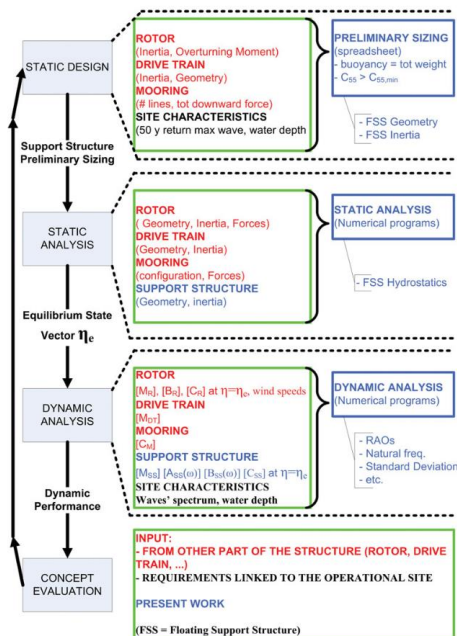 STATIC DESIGN
ROTOR
(Inertia, Overturning Moment)
DRIVE TRAIN
(Inertia, Geometry)
MOORING
(# lines, tot downward force)
SITE CHARACTERISTICS
(50 y return max wave, water depth
PRELIMINARY SIZING
(spreadsheet)
- buoyancy = tot weight
- C55 > C55,min
- FSS Geometry
- FSS Inertia
Support Structure
Preliminary Sizing
STATIC
ANALYSIS
ROTOR
( Geometry, Inertia, Forces)
DRIVE TRAIN
(Geometry, Inertia)
MOORING
(configuration, Forces)
SUPPORT STRUCTURE
(Geometry, inertia)
STATIC ANALYSIS
(Numerical programs)
- FSS Hydrostatics
Equilibrium State
Vector ηe
DYNAMIC
ANALYSIS
ROTOR
[MR], [BR], [CR] at η=ηe, wind speeds
DRIVE TRAIN
[MDT]
MOORING
[CM]
SUPPORT STRUCTURE
[MSS] [ASS(ω)] [BSS(ω)] [CSS] at η=ηe
SITE CHARACTERISTICS
Waves' spectrum, water depth
DYNAMIC ANALYSIS
(Numerical programs)
- RAOs
- Natural freq.
- Standard Deviation
- etc.
Dynamic
Performance
CONCEPT
EVALUATION
INPUT:
- FROM OTHER PART OF THE STRUCTURE (ROTOR, DRIVE
TRAIN, ...)
- REQUIREMENTS LINKED TO THE OPERATIONAL SITE
PRESENT WORK
(FSS = Floating Support Structure)